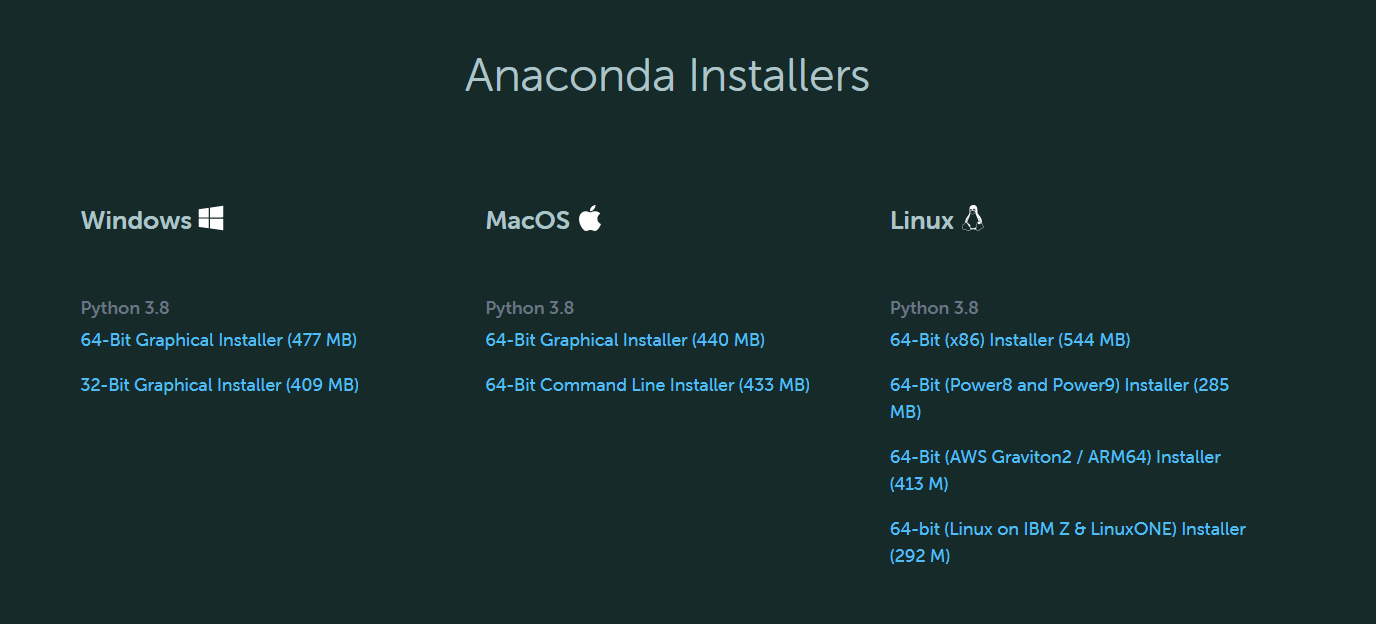 Anaconda Installers
Windows
Python 3.8
64-Bit Graphical Installer (477 MB)
32-Bit Graphical Installer (409 MB)
MacOS
Python 3.8
64-Bit Graphical Installer (440 MB)
64-Bit Command Line Installer (433 MB)
Linux
Python 3.8
64-Bit (x86) Installer (544 MB)
64-Bit (Power8 and Power9) Installer (285
MB)
64-Bit (AWS Graviton2 / ARM64) Installer
(413 M)
64-bit (Linux on IBM Z & LinuxONE) Installer
(292 M)